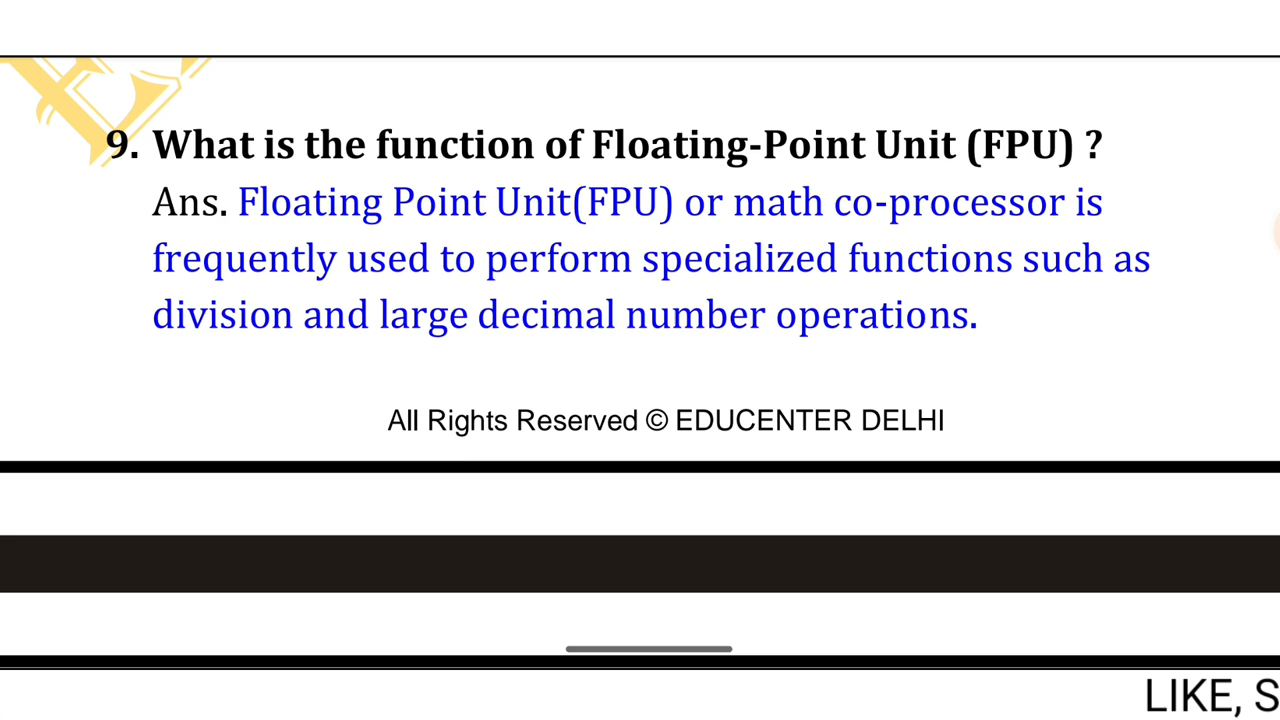 9. What is the function of Floating-Point Unit (FPU) ?
Ans. Floating Point Unit(FPU) or math co-processor is
frequently used to perform specialized functions such as
division and large decimal number operations.
All Rights Reserved © EDUCENTER DELHI
LIKE, S